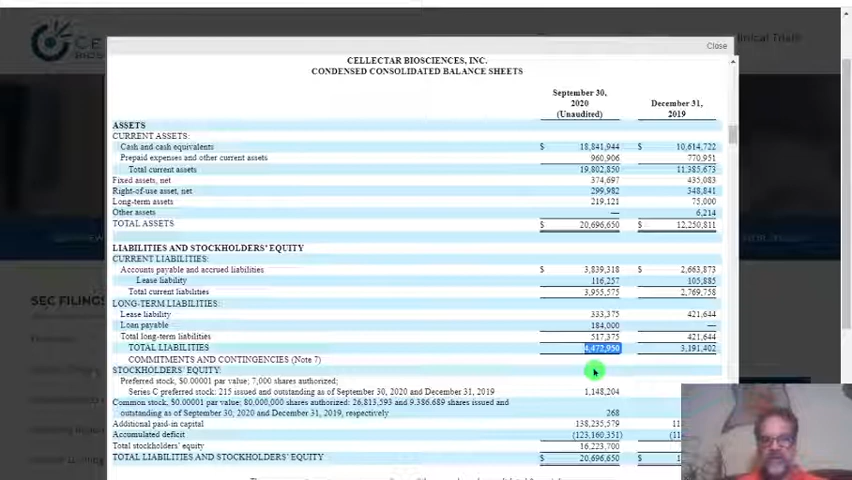 Close
CELLECTAR BIOSCIENCES, INC.
CONDENSED CONSOLIDATED BALANCE SHEETS
September 30,
2020 December 31,
(Unaudited) 2019
ASSETS
CURRENT ASSETS:
Cash and cash equivalents $ 18,841,944 $ 10,614,722
Prepaid expenses and other current assets 960,906 770,951
Total current assets 19,802,850 11,385,673
Fixed assets, net 374,697 435,083
Right-of-use asset, net 299,982 348,841
Long-term assets 219,121 75,000
Other assets — 6,214
TOTAL ASSETS $ 20,696,650 $ 12,250,811
LIABILITIES AND STOCKHOLDERS' EQUITY
CURRENT LIABILITIES:
Accounts payable and accrued liabilities $ 3,839,318 $ 2,663,873
Lease liability 116,257 105,885
Total current liabilities 3,955,575 2,769,758
LONG-TERM LIABILITIES:
Lease liability 333,375 421,644
Loan payable 184,000 —
Total long-term liabilities 517,375 421,644
TOTAL LIABILITIES 4,472,950 3,191,402
COMMITMENTS AND CONTINGENCIES (Note 7)
STOCKHOLDERS' EQUITY:
Preferred stock, $0.00001 par value; 7,000 shares authorized;
Series C preferred stock: 215 issued and outstanding as of September 30, 2020 and December 31, 2019 1,148,204
Common stock, $0.00001 par value; 80,000,000 shares authorized; 26,813,593 and 9,386,689 shares issued and
outstanding as of September 30, 2020 and December 31, 2019, respectively 268
Additional paid-in capital 138,235,579
Accumulated deficit (123,160,351)
Total stockholders' equity 16,223,700
TOTAL LIABILITIES AND STOCKHOLDERS' EQUITY $ 20,696,650 $
SEC FILINGS